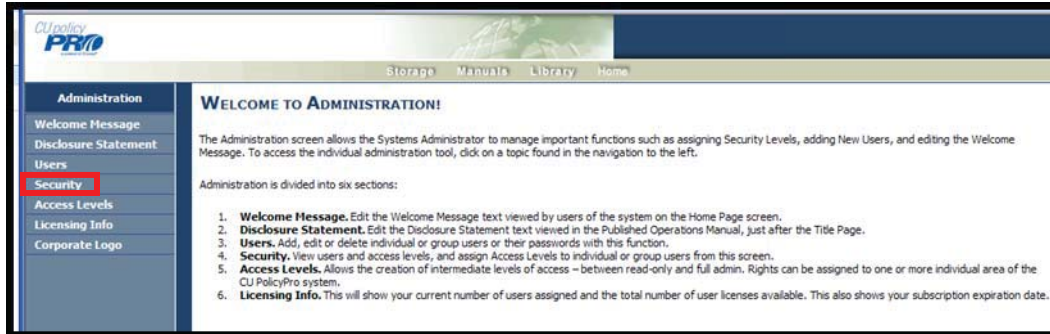 CU policy
PRO
Storage Manuals Library Home
Administration
Welcome Message
Disclosure Statement
Users
Security
Access Levels
Licensing Info
Corporate Logo
WELCOME TO ADMINISTRATION!
The Administration screen allows the Systems Administrator to manage important functions such as assigning Security Levels, adding New Users, and editing the Welcome
Message. To access the individual administration tool, click on a topic found in the navigation to the left.
Administration is divided into six sections:
1. Welcome Message. Edit the Welcome Message text viewed by users of the system on the Home Page screen.
2. Disclosure Statement. Edit the Disclosure Statement text viewed in the Published Operations Manual, just after the Title Page.
3. Users. Add, edit or delete individual or group users or their passwords with this function.
4. Security. View users and access levels, and assign Access Levels to individual or group users from this screen.
5. Access Levels. Allows the creation of intermediate levels of access – between read-only and full admin. Rights can be assigned to one or more individual area of the
CU PolicyPro system.
6. Licensing Info. This will show your current number of users assigned and the total number of user licenses available. This also shows your subscription expiration date.